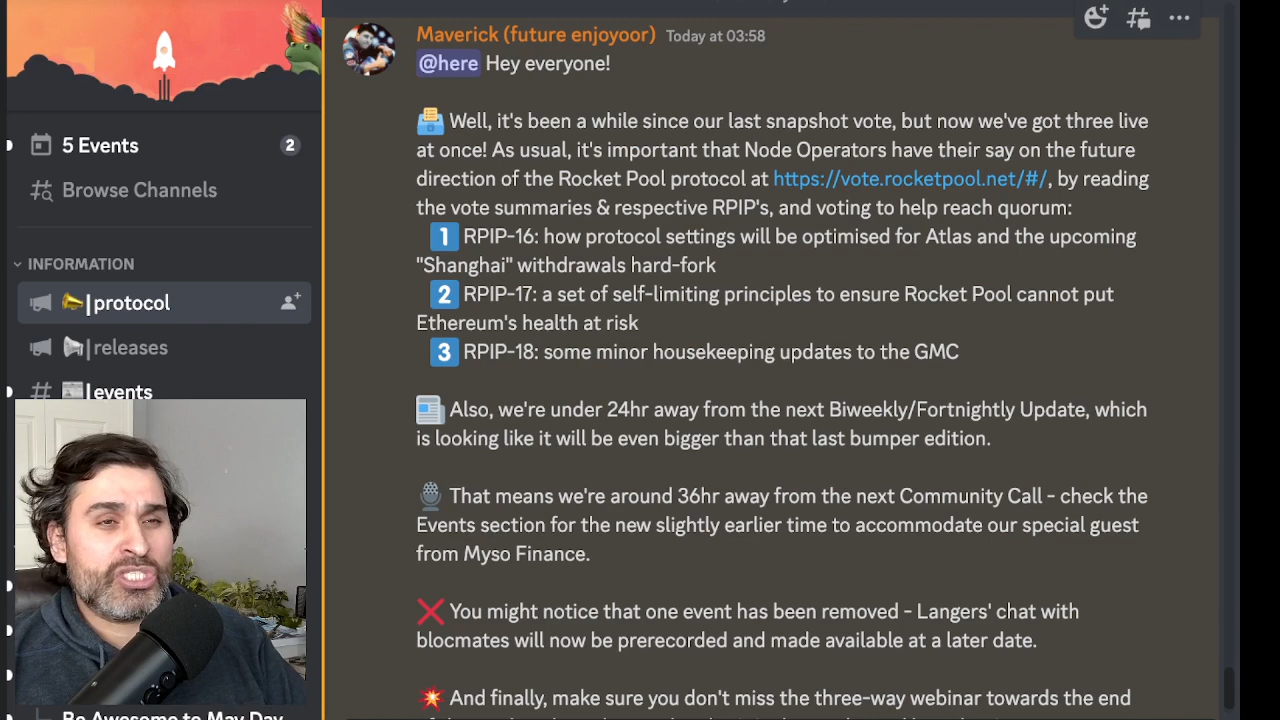 5 Events
2
Browse Channels
INFORMATION
|protocol
|releases
|events
Be Awesome to May Day
Maverick (future enjoyoor) Today at 03:58
@here Hey everyone!
Well, it's been a while since our last snapshot vote, but now we've got three live
at once! As usual, it's important that Node Operators have their say on the future
direction of the Rocket Pool protocol at https://vote.rocketpool.net/#/, by reading
the vote summaries & respective RPIP's, and voting to help reach quorum:
1 RPIP-16: how protocol settings will be optimised for Atlas and the upcoming
"Shanghai" withdrawals hard-fork
2 RPIP-17: a set of self-limiting principles to ensure Rocket Pool cannot put
Ethereum's health at risk
3 RPIP-18: some minor housekeeping updates to the GMC
Also, we're under 24hr away from the next Biweekly/Fortnightly Update, which
is looking like it will be even bigger than that last bumper edition.
That means we're around 36hr away from the next Community Call - check the
Events section for the new slightly earlier time to accommodate our special guest
from Myso Finance.
You might notice that one event has been removed - Langers' chat with
blocmates will now be prerecorded and made available at a later date.
And finally, make sure you don't miss the three-way webinar towards the end